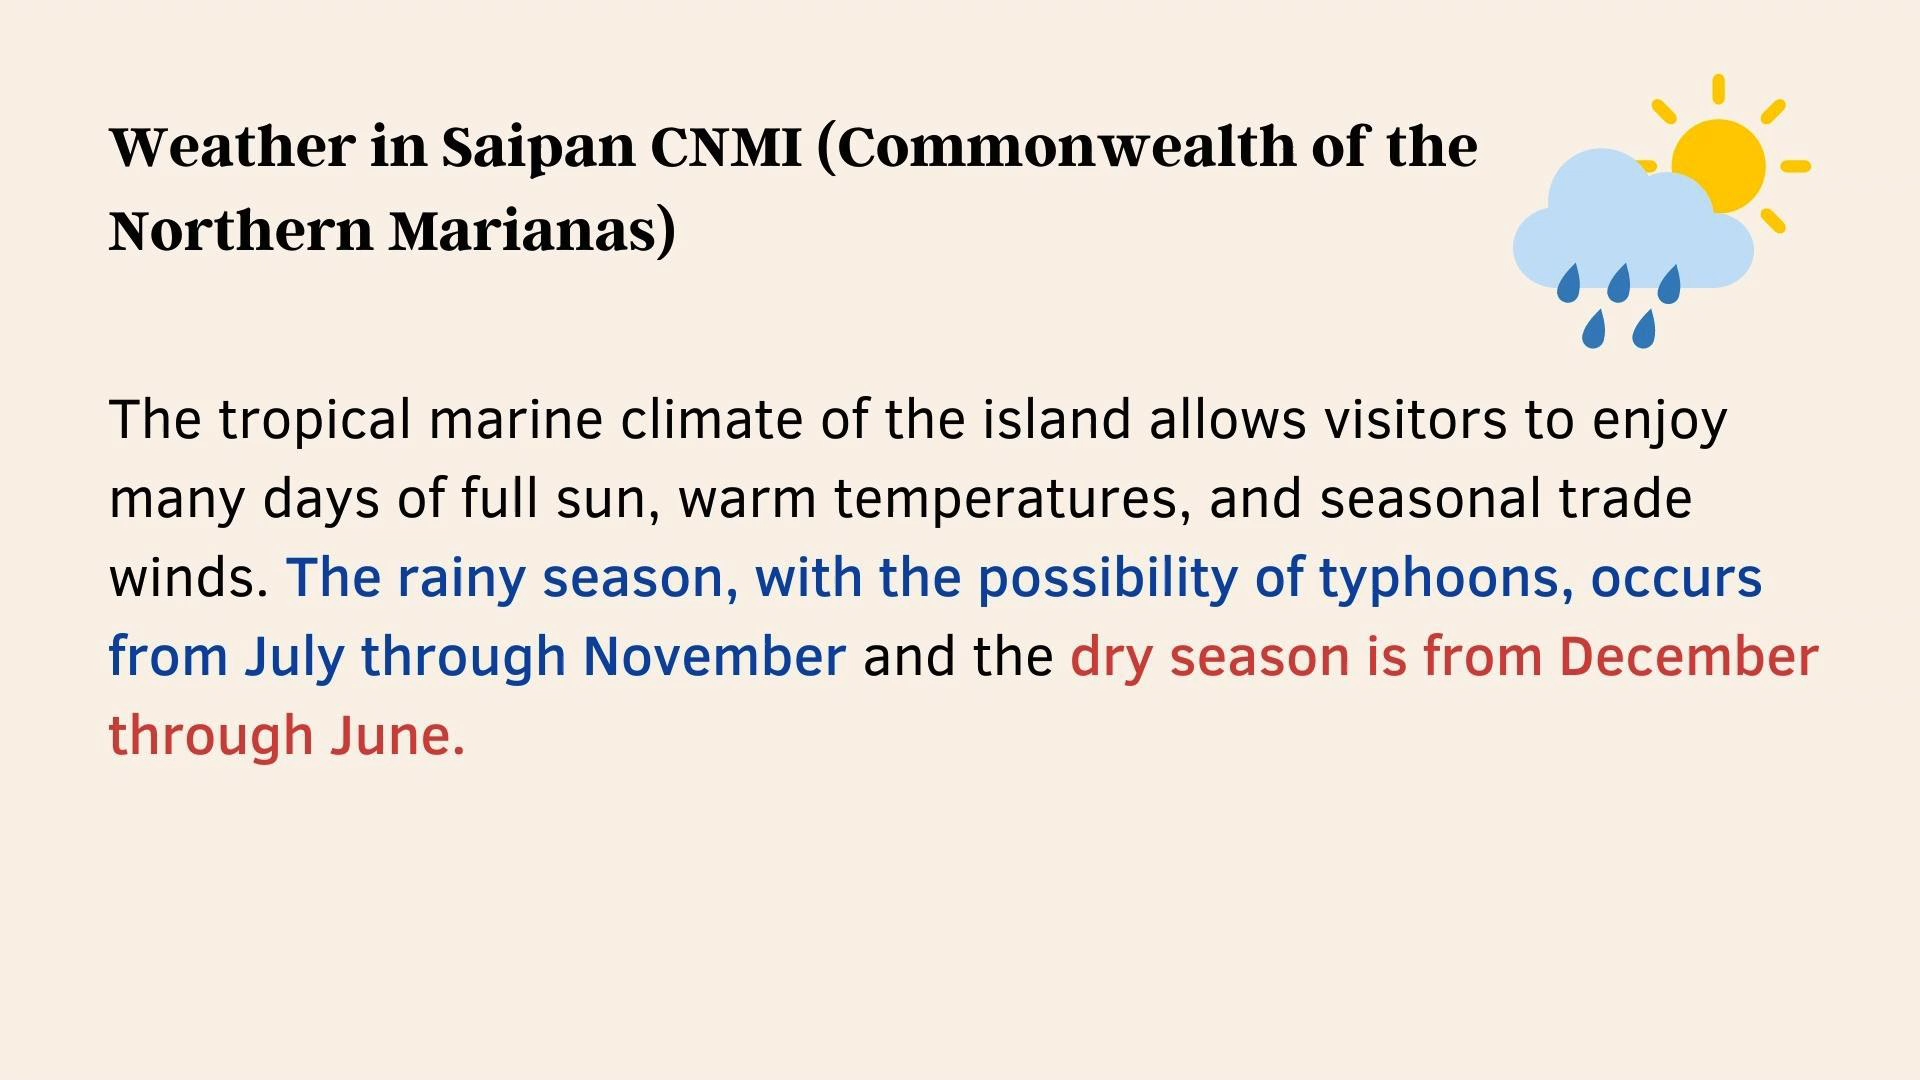 Weather in Saipan CNMI (Commonwealth of the
Northern Marianas)
The tropical marine climate of the island allows visitors to enjoy
many days of full sun, warm temperatures, and seasonal trade
winds. The rainy season, with the possibility of typhoons, occurs
from July through November and the dry season is from December
through June.